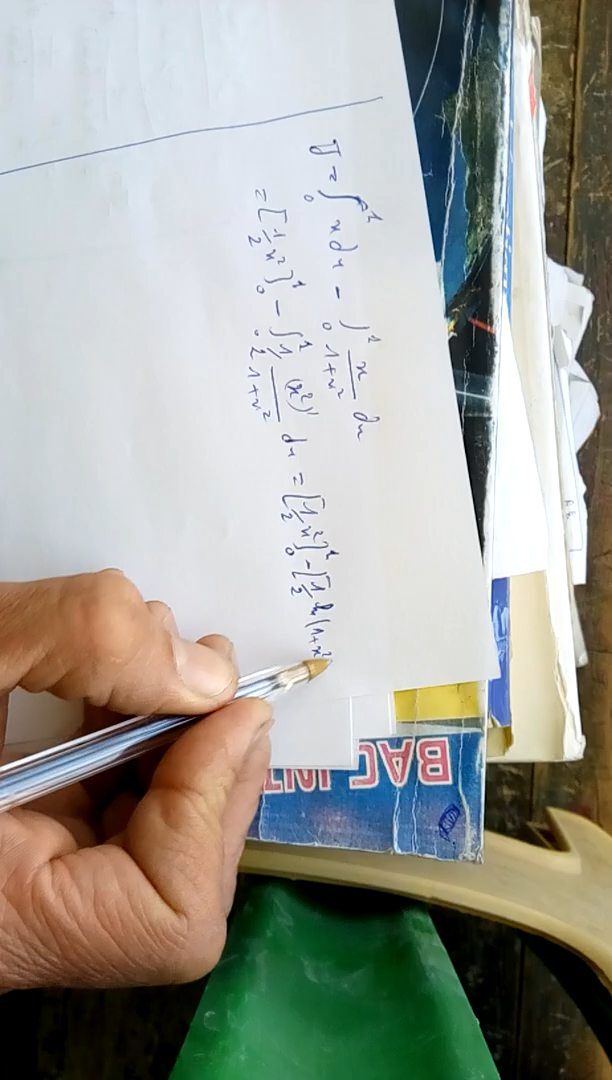 J = ∫₀¹ x dx - ∫₀¹ x/(1+x²) dx
= [1/2 x²]₀¹ - ∫₀¹ 1/2 (x²)'/(1+x²) dx = [1/2 x²]₀¹ - [1/2 ln(1+x²
BAC INT